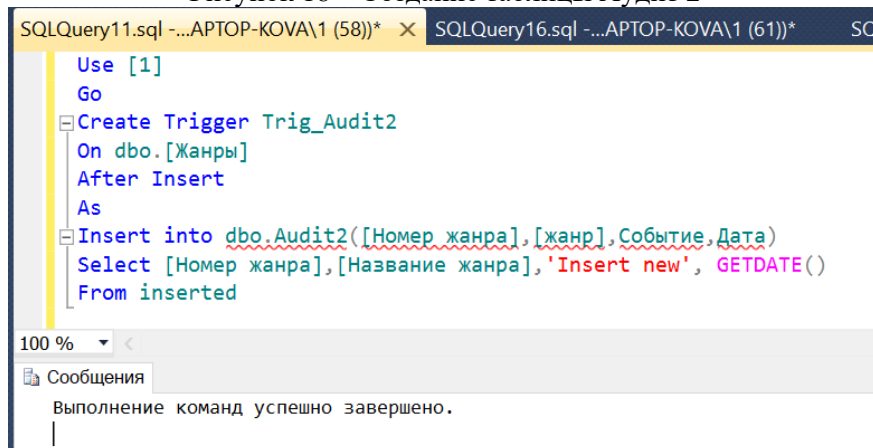 SQLQuery11.sql -...APTOP-KOVA\1 (58))* SQLQuery16.sql -...APTOP-KOVA\1 (61))* SQ
Use [1]
Go
Create Trigger Trig_Audit2
On dbo.[Жанры]
After Insert
As
Insert into dbo.Audit2([Номер жанра],[жанр],Событие,Дата)
Select [Номер жанра],[Название жанра],'Insert new', GETDATE()
From inserted
100 %
Сообщения
Выполнение команд успешно завершено.